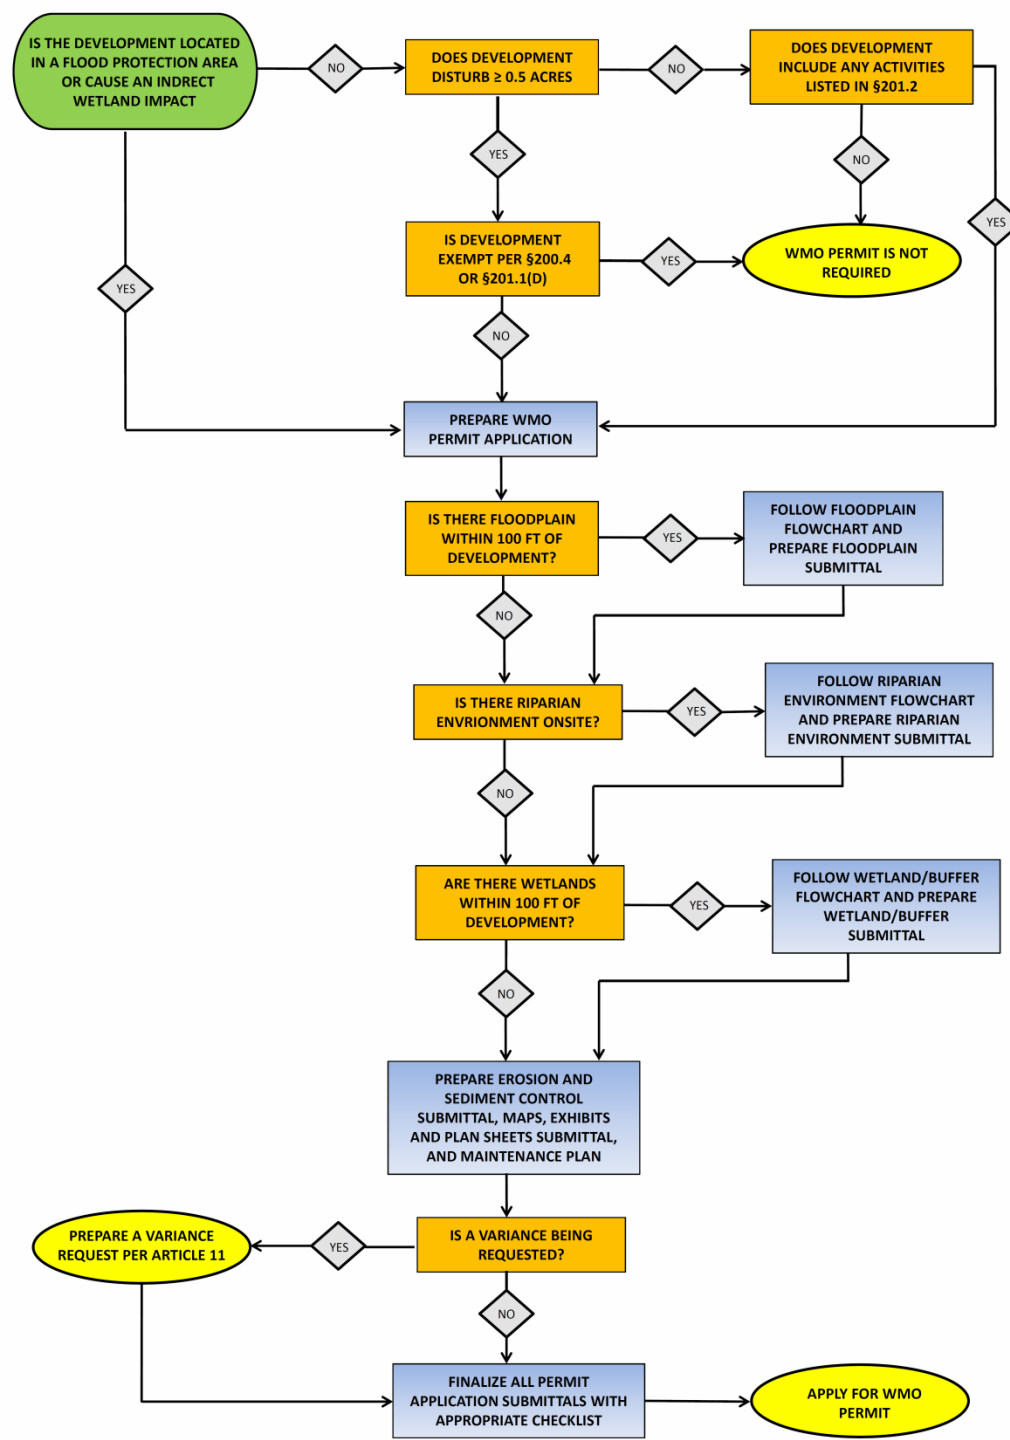 IS THE DEVELOPMENT LOCATED
IN A FLOOD PROTECTION AREA
OR CAUSE AN INDRECT
WETLAND IMPACT
NO
DOES DEVELOPMENT
DISTURB ≥ 0.5 ACRES
NO
DOES DEVELOPMENT
INCLUDE ANY ACTIVITIES
LISTED IN §201.2
YES
NO
YES
IS DEVELOPMENT
EXEMPT PER §200.4
OR §201.1(D)
YES
WMO PERMIT IS NOT
REQUIRED
YES
NO
PREPARE WMO
PERMIT APPLICATION
IS THERE FLOODPLAIN
WITHIN 100 FT OF
DEVELOPMENT?
YES
FOLLOW FLOODPLAIN
FLOWCHART AND
PREPARE FLOODPLAIN
SUBMITTAL
NO
IS THERE RIPARIAN
ENVRIONMENT ONSITE?
YES
FOLLOW RIPARIAN
ENVIRONMENT FLOWCHART
AND PREPARE RIPARIAN
ENVIRONMENT SUBMITTAL
NO
ARE THERE WETLANDS
WITHIN 100 FT OF
DEVELOPMENT?
YES
FOLLOW WETLAND/BUFFER
FLOWCHART AND PREPARE
WETLAND/BUFFER
SUBMITTAL
NO
PREPARE EROSION AND
SEDIMENT CONTROL
SUBMITTAL, MAPS, EXHIBITS
AND PLAN SHEETS SUBMITTAL,
AND MAINTENANCE PLAN
IS A VARIANCE BEING
REQUESTED?
YES
PREPARE A VARIANCE
REQUEST PER ARTICLE 11
NO
FINALIZE ALL PERMIT
APPLICATION SUBMITTALS WITH
APPROPRIATE CHECKLIST
APPLY FOR WMO
PERMIT